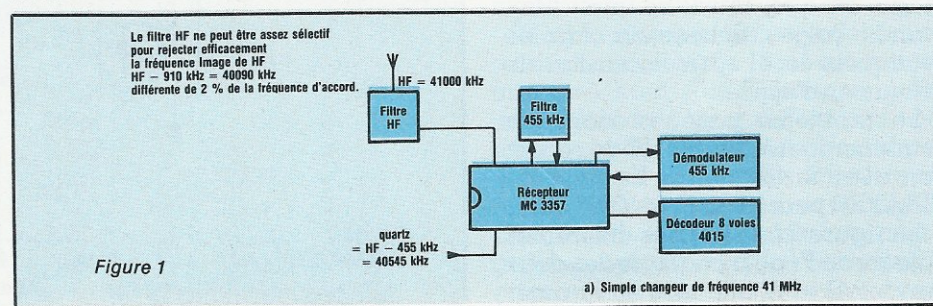 Le filtre HF ne peut être assez sélectif
pour rejecter efficacement
la fréquence Image de HF
HF – 910 kHz = 40090 kHz
différente de 2 % de la fréquence d'accord.
HF = 41000 kHz
Filtre
HF
Filtre
455 kHz
Récepteur
MC 3357
Démodulateur
455 kHz
Décodeur 8 voies
4015
quartz
= HF – 455 kHz
= 40545 kHz
Figure 1
a) Simple changeur de fréquence 41 MHz